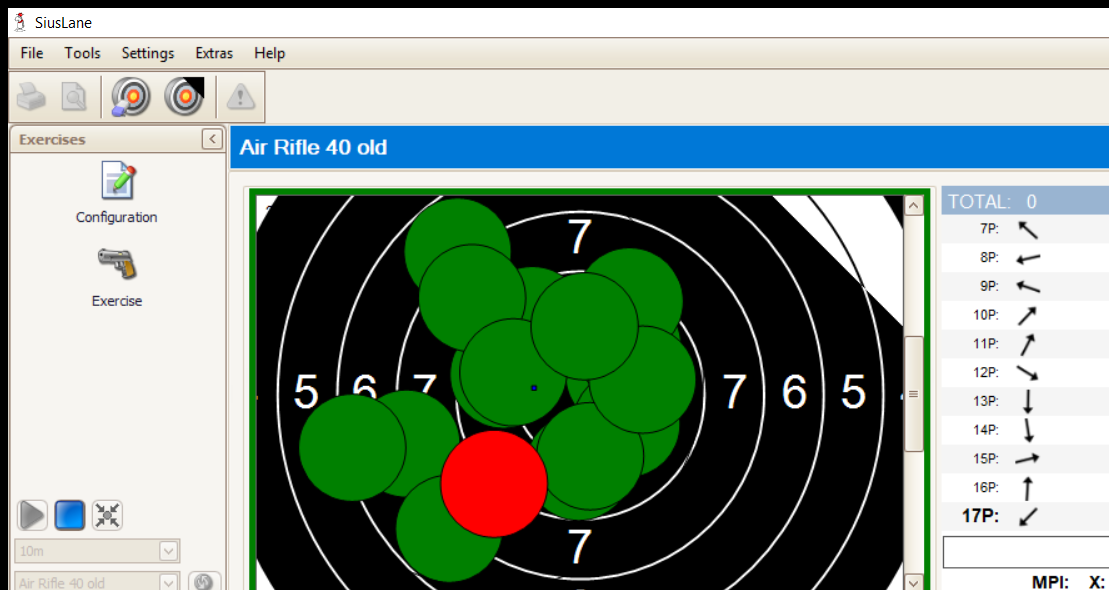 SiusLane
File Tools Settings Extras Help
Exercises
Air Rifle 40 old
Configuration
Exercise
10m
Air Rifle 40 old
7
5 6 7 7 6 5
7
TOTAL: 0
7P:
8P:
9P:
10P:
11P:
12P:
13P:
14P:
15P:
16P:
17P:
MPI: X: